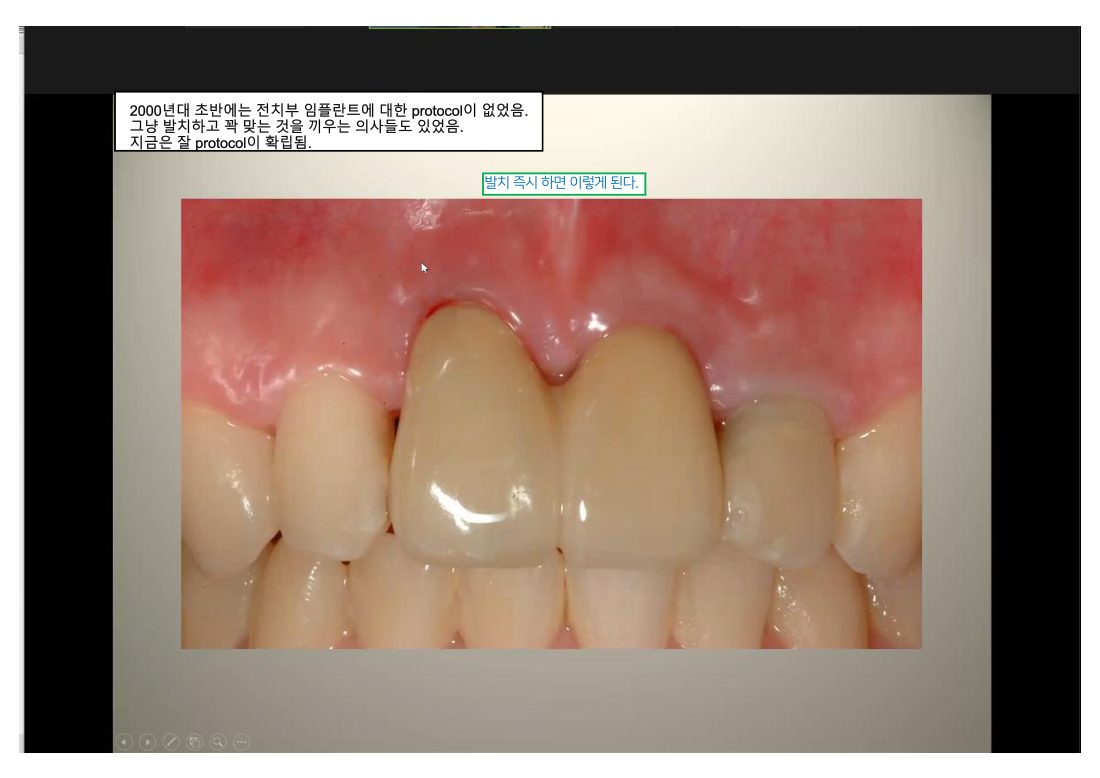 2000년대 초반에는 전치부 임플란트에 대한 protocol이 없었음.
그냥 발치하고 꽉 맞는 것을 끼우는 의사들도 있었음.
지금은 잘 protocol이 확립됨.
발치 즉시 하면 이렇게 된다.